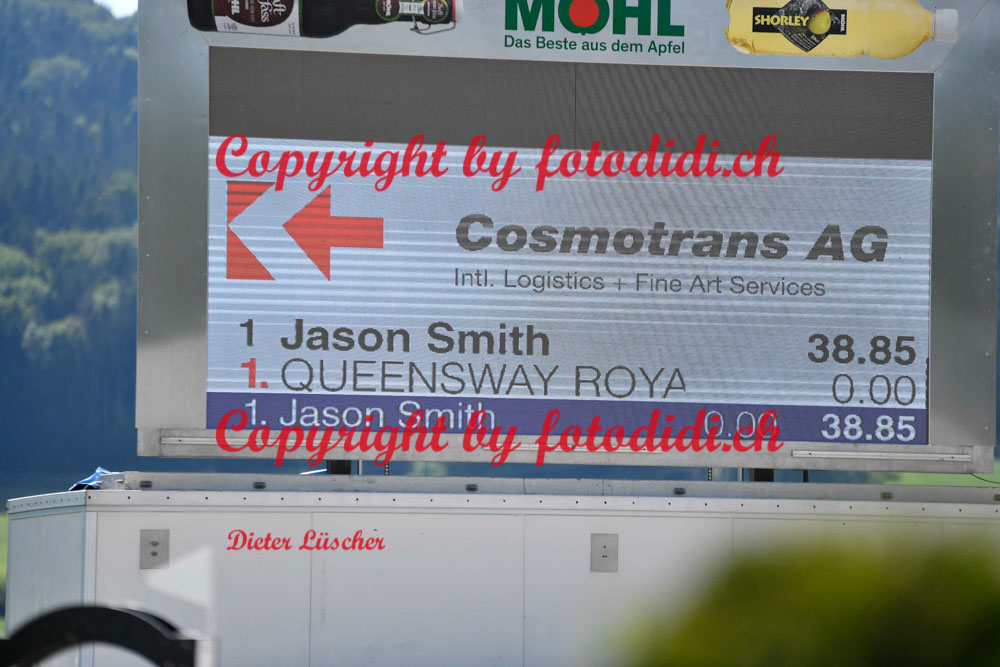 MÖHL
Das Beste aus dem Apfel
SHORLEY
MÖHL
Copyright by fotodidi.ch
Cosmotrans AG
Intl. Logistics + Fine Art Services
1 Jason Smith 38.85
1. QUEENSWAY ROYA 0.00
1. Jason Smith 0.00 38.85
Copyright by fotodidi.ch
Dieter Lüscher